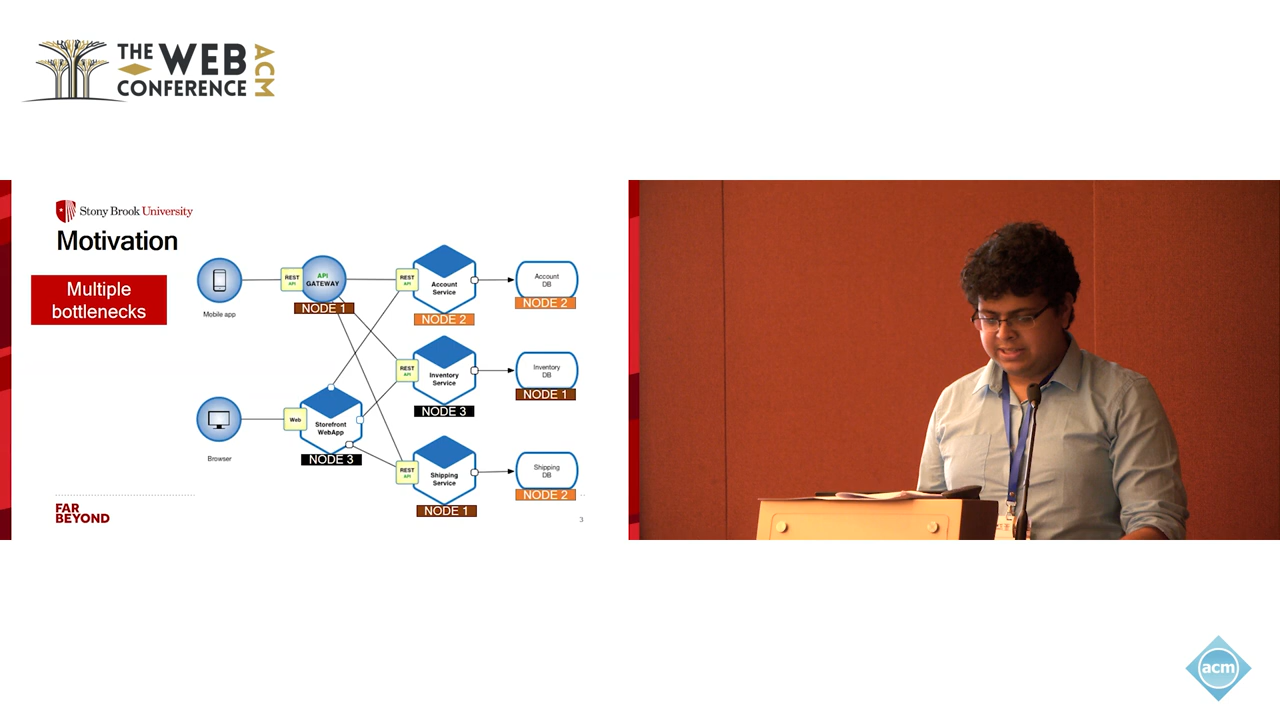 THE WEB
CONFERENCE
ACM
Stony Brook University
Motivation
Multiple
bottlenecks
Mobile app
REST
API
API
GATEWAY
NODE 1
REST
API
Account
Service
NODE 2
Account
DB
NODE 2
REST
API
Inventory
Service
NODE 3
Inventory
DB
NODE 1
Browser
Web
Storefront
WebApp
NODE 3
REST
API
Shipping
Service
NODE 1
Shipping
DB
NODE 2
FAR
BEYOND
3
acm